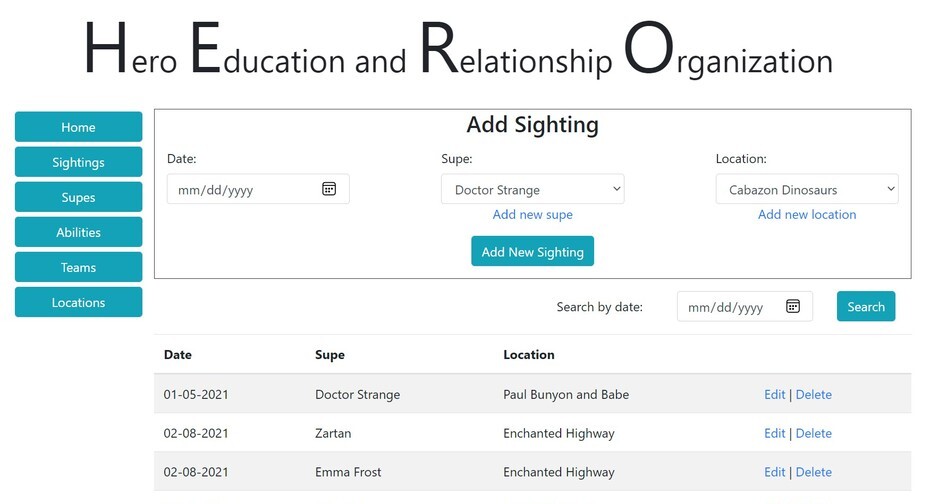 Hero Education and Relationship Organization
Home
Sightings
Supes
Abilities
Teams
Locations
Add Sighting
Date: Supe: Location:
mm/dd/yyyy Doctor Strange Cabazon Dinosaurs
Add new supe Add new location
Add New Sighting
Search by date: mm/dd/yyyy Search
Date Supe Location
01-05-2021 Doctor Strange Paul Bunyon and Babe Edit | Delete
02-08-2021 Zartan Enchanted Highway Edit | Delete
02-08-2021 Emma Frost Enchanted Highway Edit | Delete